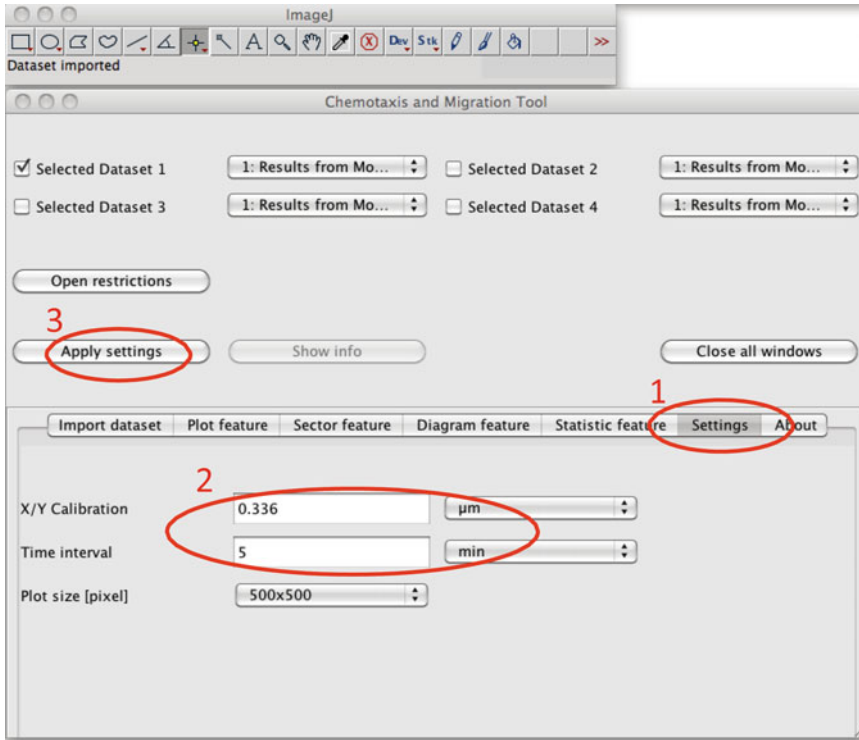 ImageJ
A Dev Stk >>
Dataset imported
Chemotaxis and Migration Tool
Selected Dataset 1 1: Results from Mo... Selected Dataset 2 1: Results from Mo...
Selected Dataset 3 1: Results from Mo... Selected Dataset 4 1: Results from Mo...
Open restrictions
3
Apply settings Show info Close all windows
1
Import dataset Plot feature Sector feature Diagram feature Statistic feature Settings About
2
X/Y Calibration 0.336 µm
Time interval 5 min
Plot size [pixel] 500x500